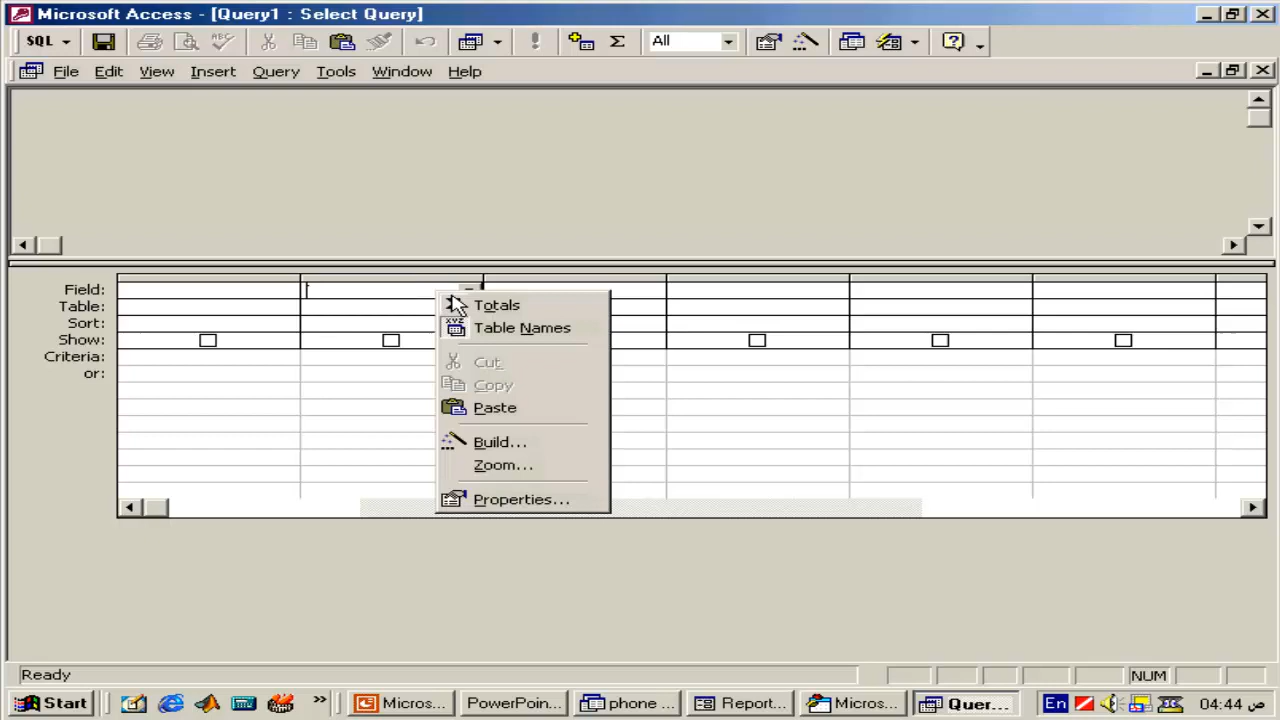 Microsoft Access - [Query1 : Select Query]
SQL All
File Edit View Insert Query Tools Window Help
Field:
Table:
Sort:
Show:
Criteria:
or:
Totals
Table Names
Cut
Copy
Paste
Build...
Zoom...
Properties...
Ready NUM
Start » Micros... PowerPoin... phone ... Report... Micros... Quer... En 04:44 ص